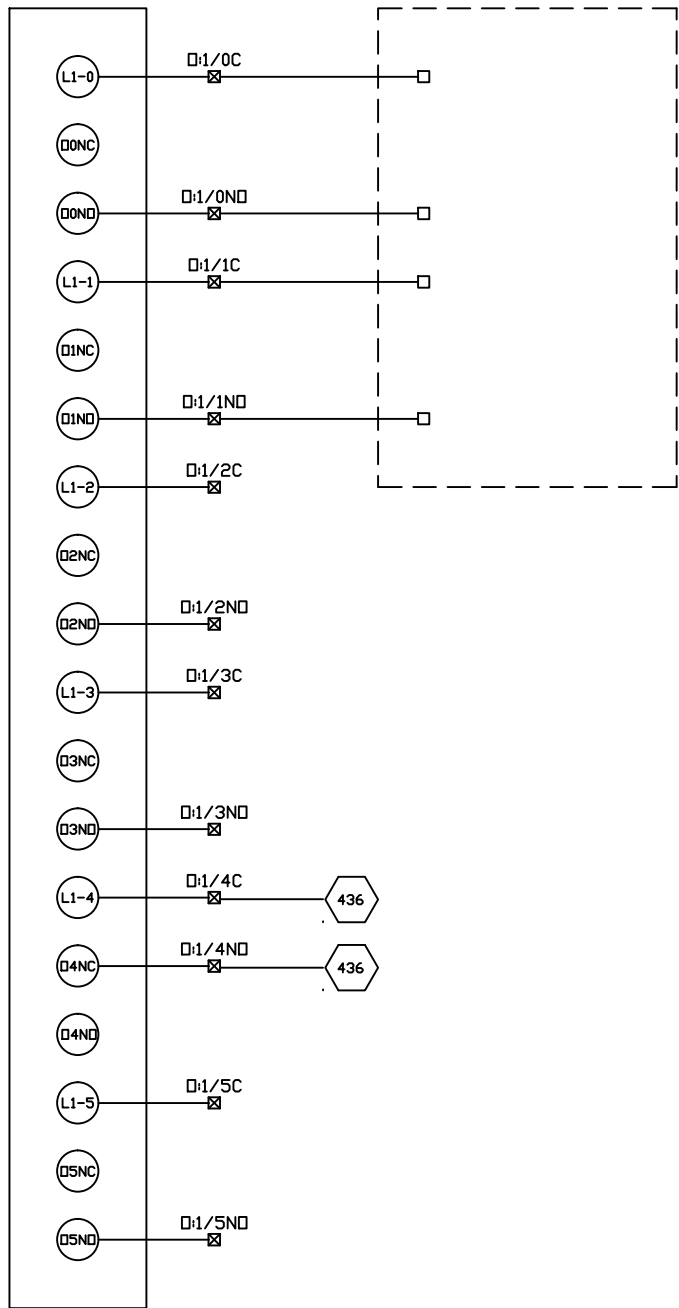 O:1/0C
L1-0
O0NC
O:1/0NO
O0NO
O:1/1C
L1-1
O1NC
O:1/1NO
O1NO
O:1/2C
L1-2
O2NC
O:1/2NO
O2NO
O:1/3C
L1-3
O3NC
O:1/3NO
O3NO
O:1/4C
L1-4
436
O:1/4NO
O4NC
436
O4NO
O:1/5C
L1-5
O5NC
O:1/5NO
O5NO